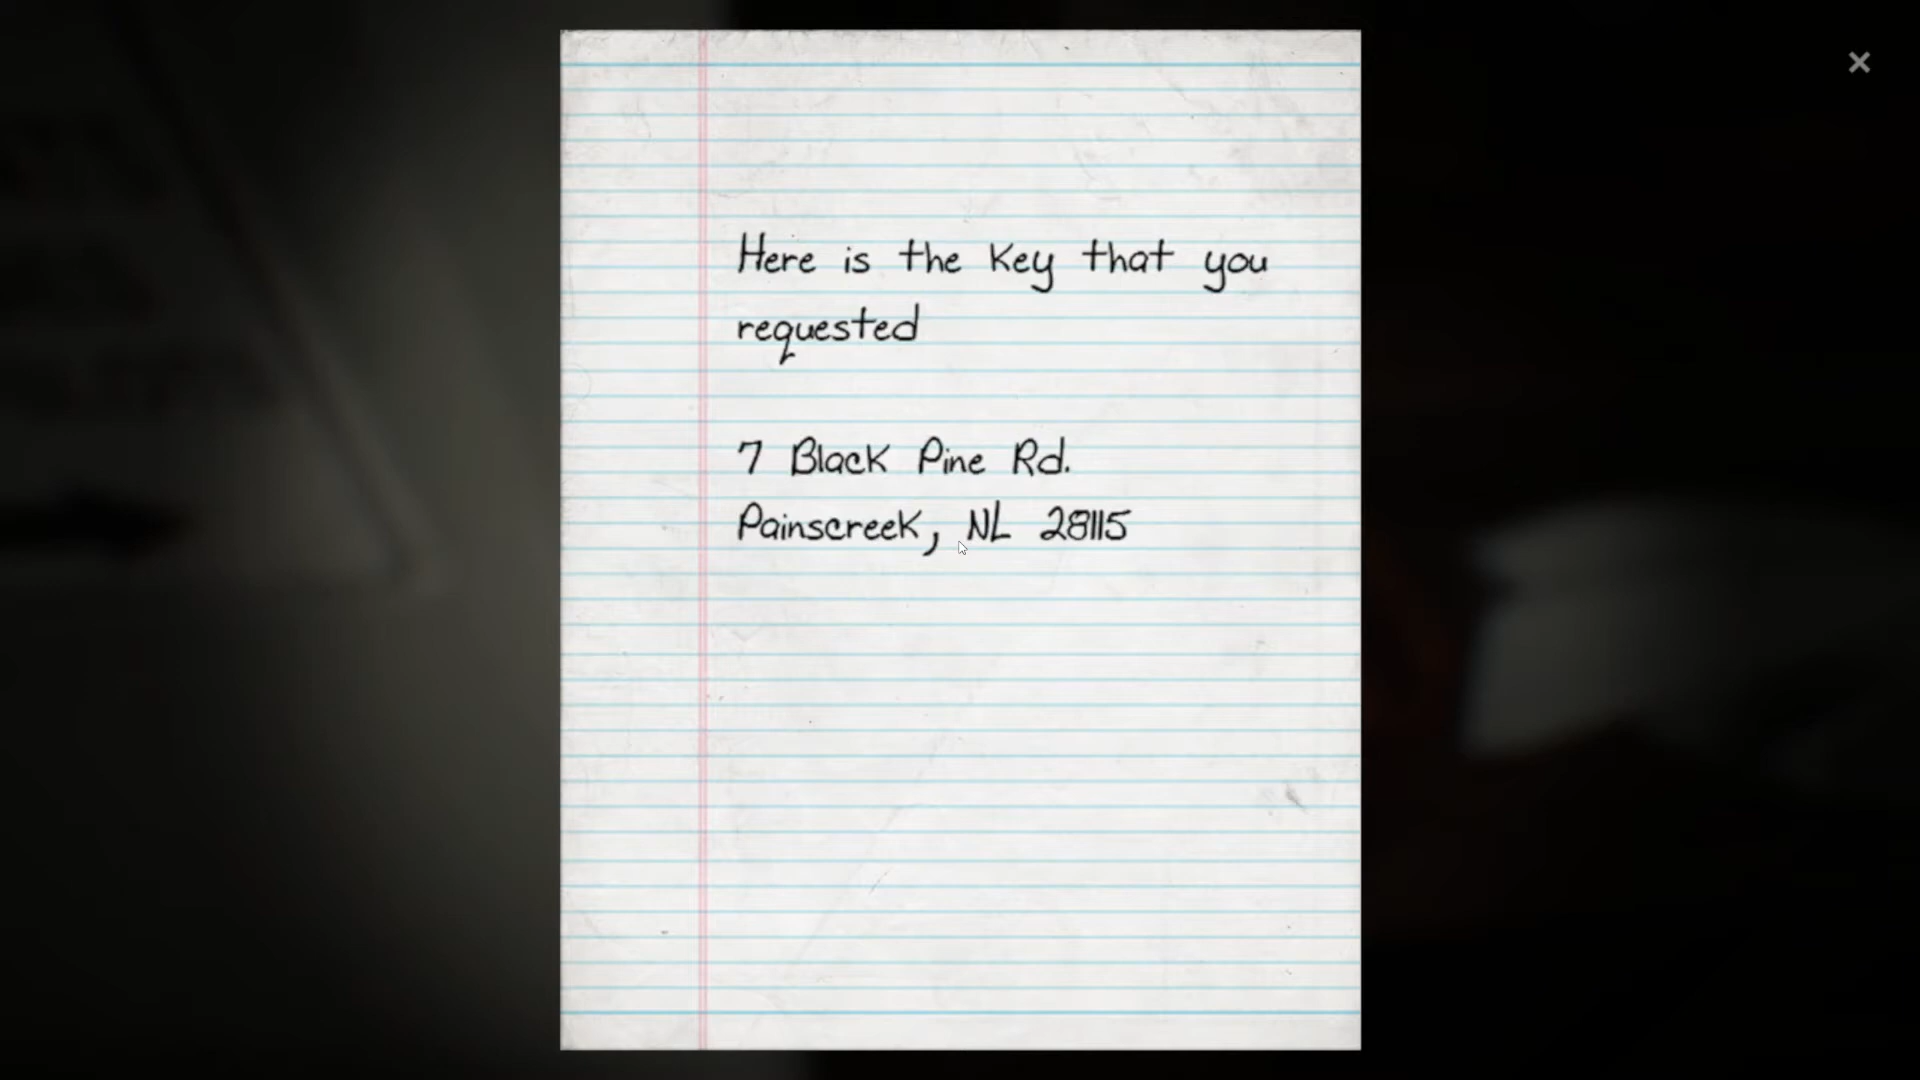 Here is the key that you
requested
7 Black Pine Rd.
Painscreek, NL 28115